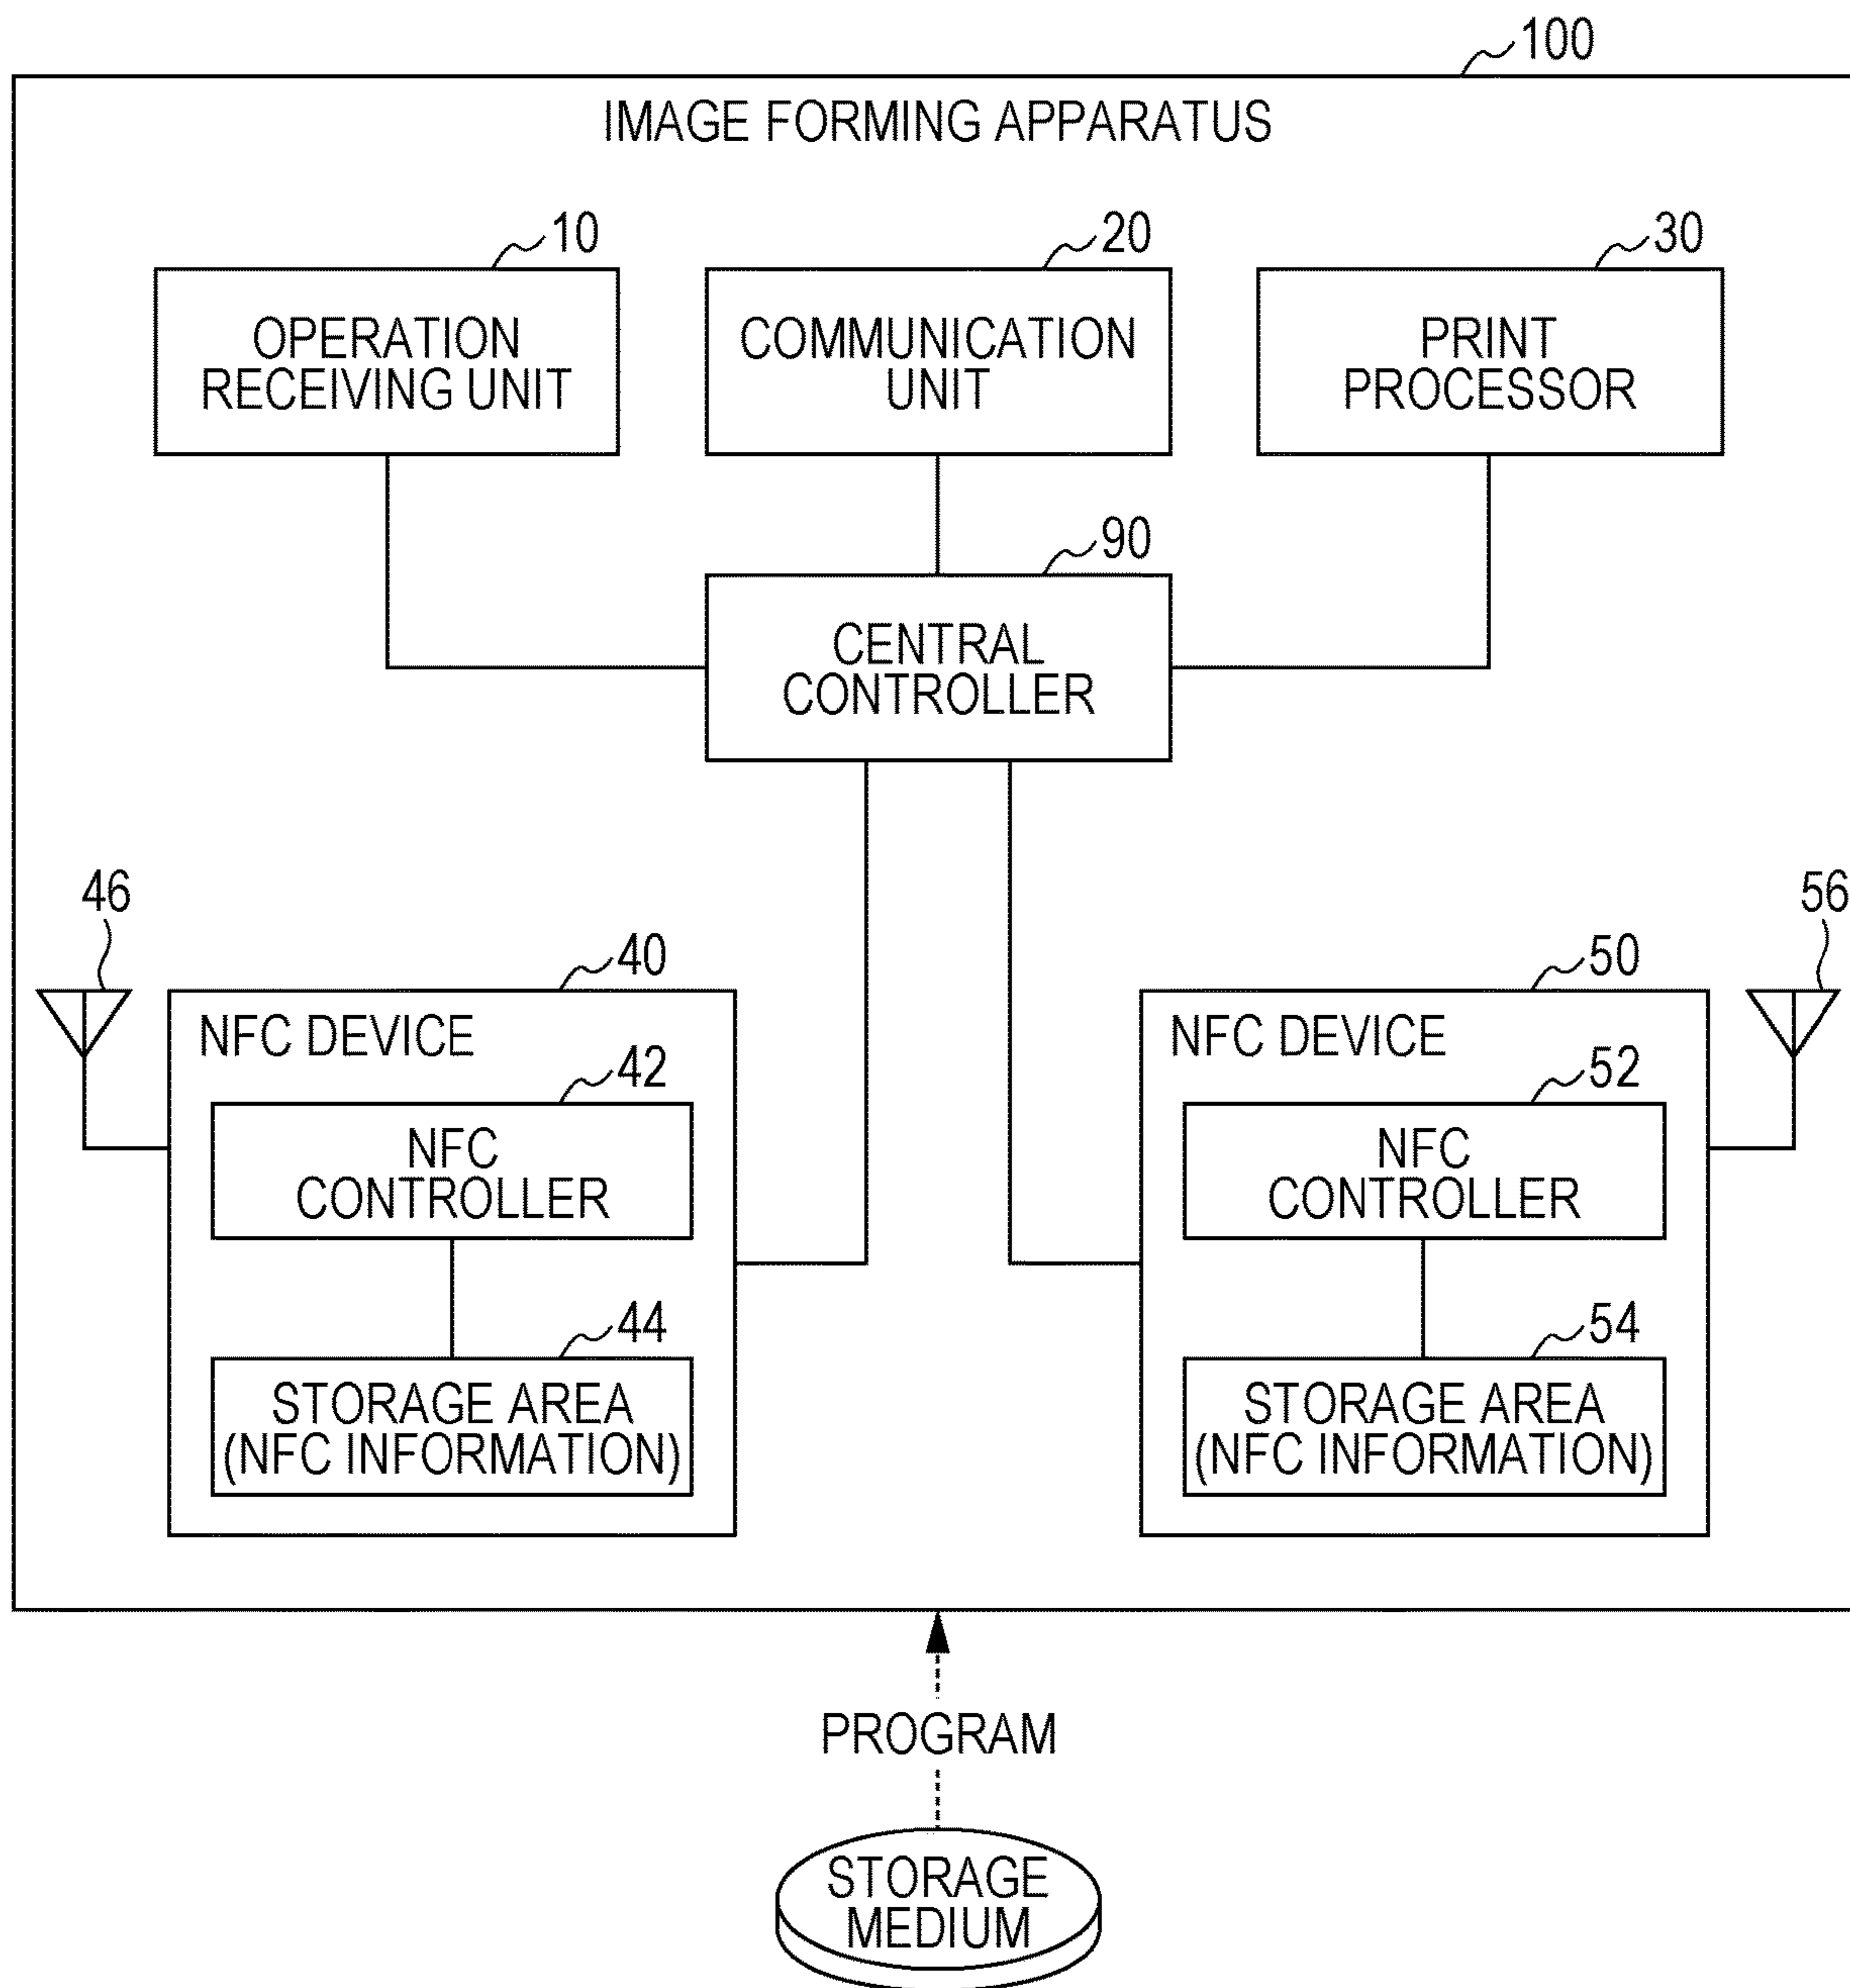 100
IMAGE FORMING APPARATUS
10
20
30
OPERATION
RECEIVING UNIT
COMMUNICATION
UNIT
PRINT
PROCESSOR
90
CENTRAL
CONTROLLER
46
56
40
50
NFC DEVICE
NFC DEVICE
42
52
NFC
CONTROLLER
NFC
CONTROLLER
44
54
STORAGE AREA
(NFC INFORMATION)
STORAGE AREA
(NFC INFORMATION)
PROGRAM
STORAGE
MEDIUM